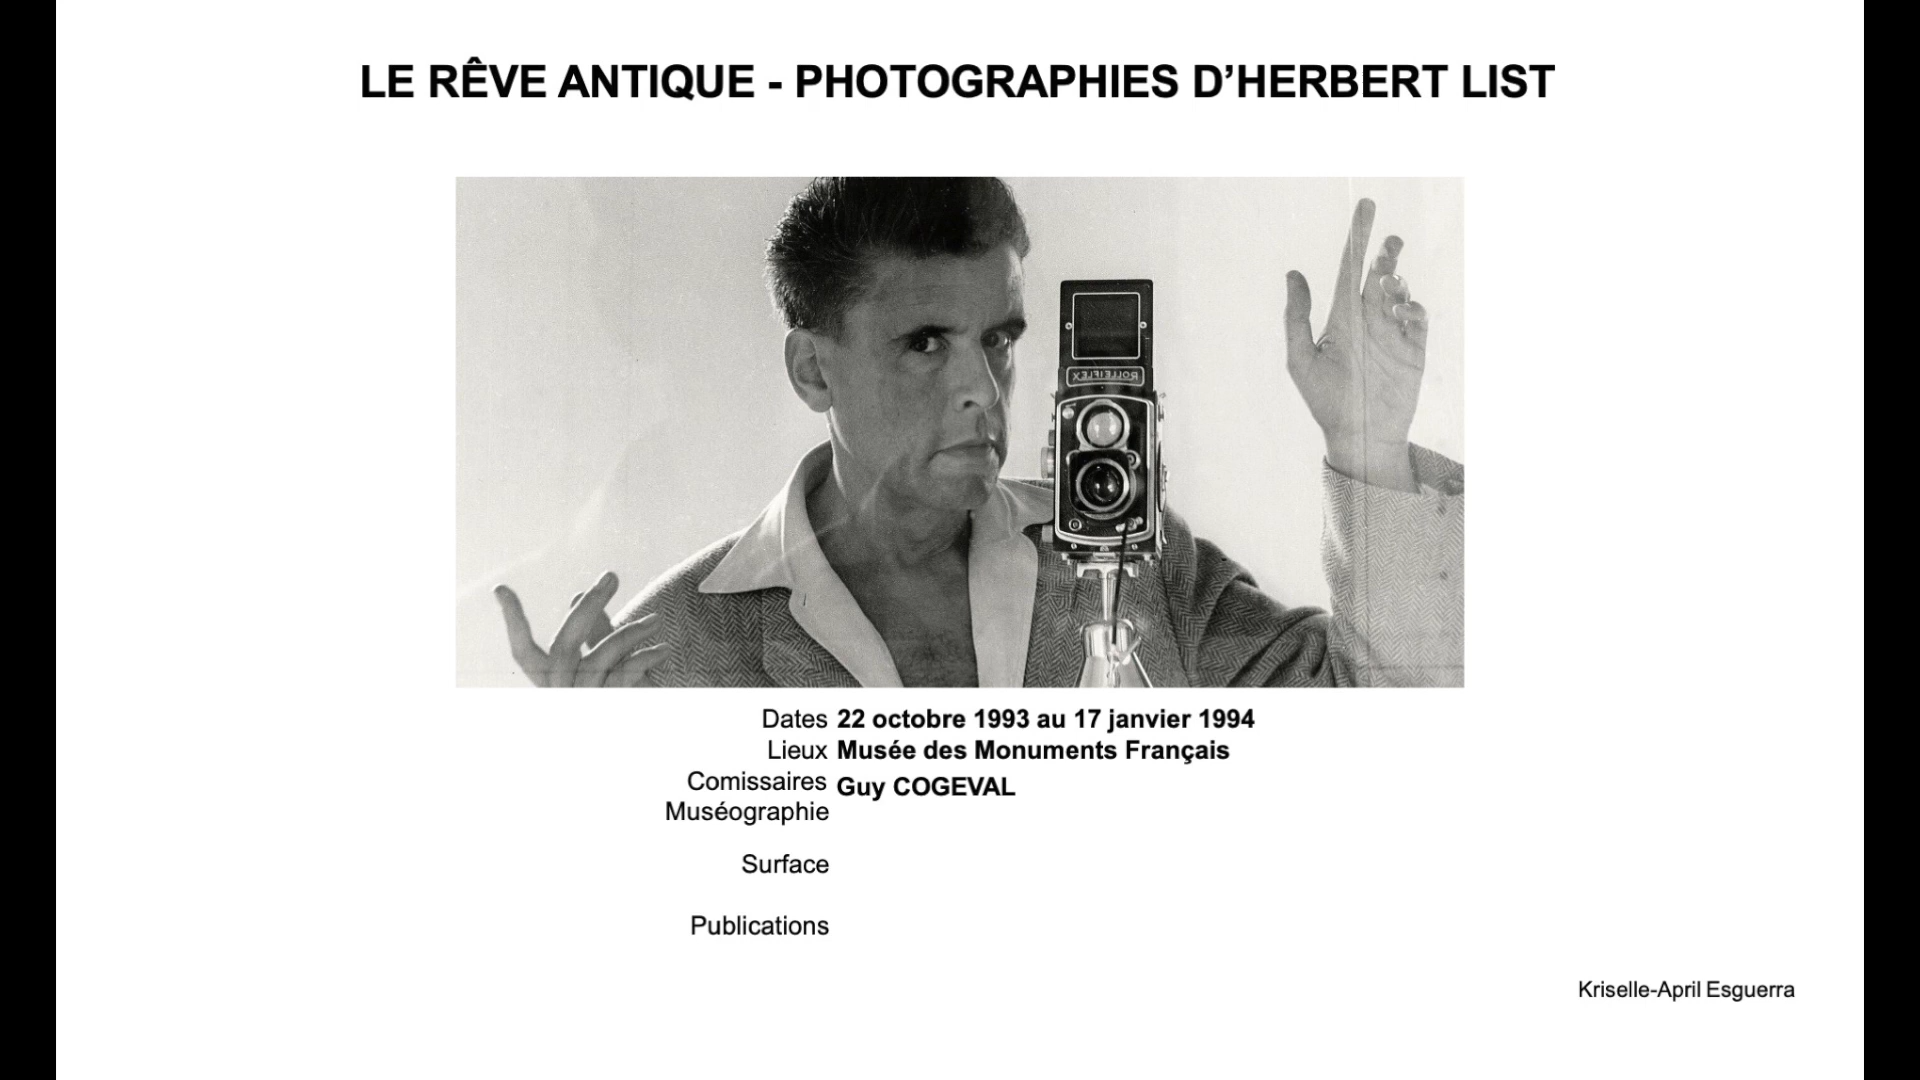 LE RÊVE ANTIQUE - PHOTOGRAPHIES D’HERBERT LIST
ROLLEIFLEX
Dates 22 octobre 1993 au 17 janvier 1994
Lieux Musée des Monuments Français
Comissaires Guy COGEVAL
Muséographie
Surface
Publications
Kriselle-April Esguerra